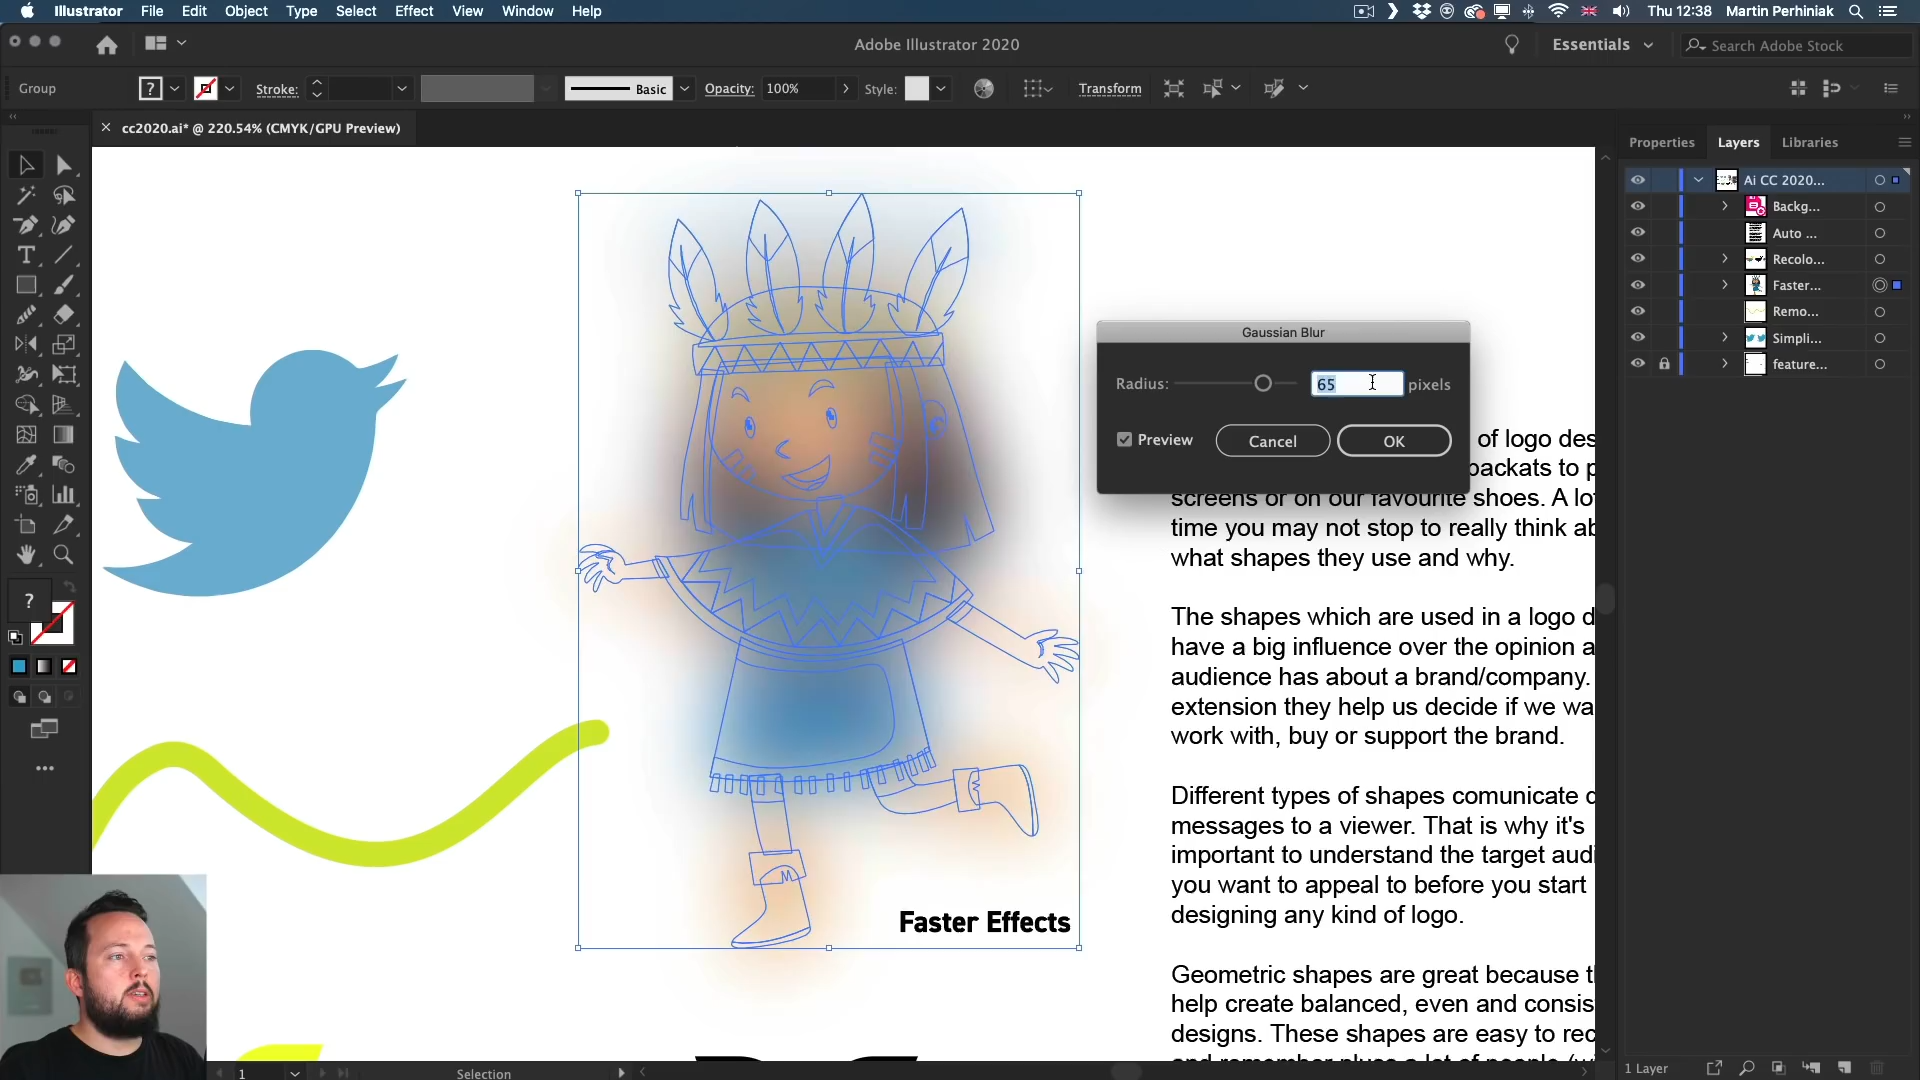 Illustrator File Edit Object Type Select Effect View Window Help
Thu 12:38 Martin Perhiniak
Adobe Illustrator 2020
Essentials
Search Adobe Stock
Group
?
Stroke:
Basic
Opacity: 100%
Style:
Transform
× cc2020.ai* @ 220.54% (CMYK/GPU Preview)
Properties Layers Libraries
Ai CC 2020...
Backg...
Auto ...
Recolo...
Faster...
Remo...
Simpli...
feature...
Gaussian Blur
Radius: 65 pixels
Preview Cancel OK
of logo des
packats to p
screens or on our favourite shoes. A lo
time you may not stop to really think ab
what shapes they use and why.
The shapes which are used in a logo d
have a big influence over the opinion a
audience has about a brand/company.
extension they help us decide if we wa
work with, buy or support the brand.
Different types of shapes comunicate d
messages to a viewer. That is why it's
important to understand the target audi
you want to appeal to before you start
designing any kind of logo.
Geometric shapes are great because t
help create balanced, even and consis
designs. These shapes are easy to rec
Faster Effects
?
1
Selection
1 Layer